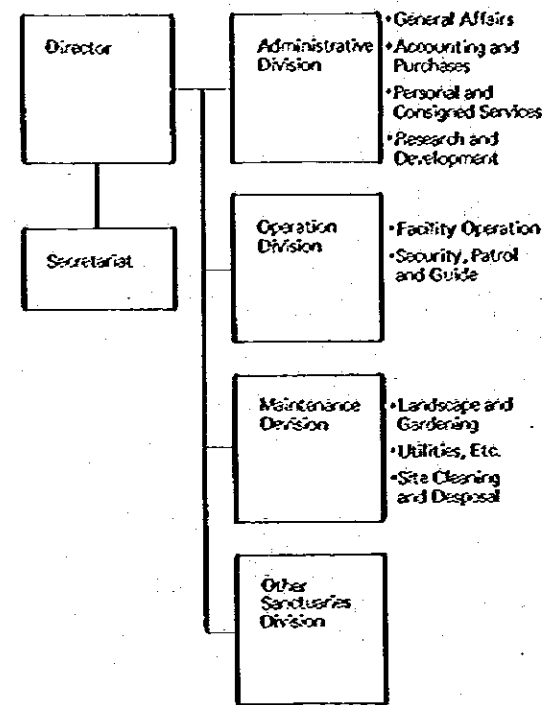 Director
Secretariat
Administrative
Division
•General Affairs
•Accounting and
Purchases
•Personal and
Consigned Services
•Research and
Development
Operation
Division
•Facility Operation
•Security, Patrol
and Guide
Maintenance
Devision
•Landscape and
Gardening
•Utilities, Etc.
•Site Cleaning
and Disposal
Other
Sanctuaries
Division